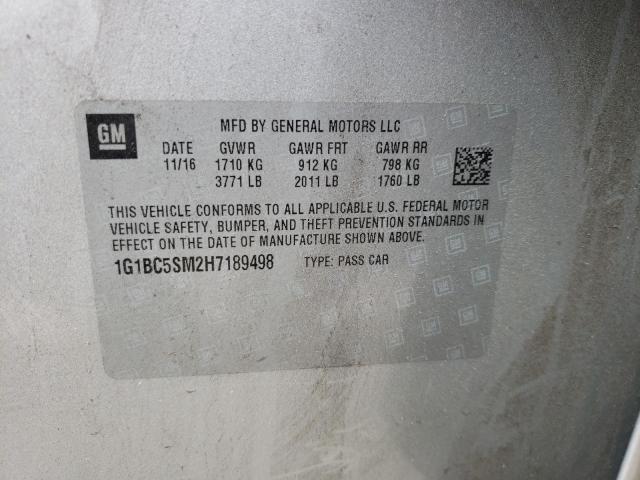 GM
MFD BY GENERAL MOTORS LLC
DATE GVWR GAWR FRT GAWR RR
11/16 1710 KG 912 KG 798 KG
3771 LB 2011 LB 1760 LB
THIS VEHICLE CONFORMS TO ALL APPLICABLE U.S. FEDERAL MOTOR
VEHICLE SAFETY, BUMPER, AND THEFT PREVENTION STANDARDS IN
EFFECT ON THE DATE OF MANUFACTURE SHOWN ABOVE.
1G1BC5SM2H7189498 TYPE: PASS CAR